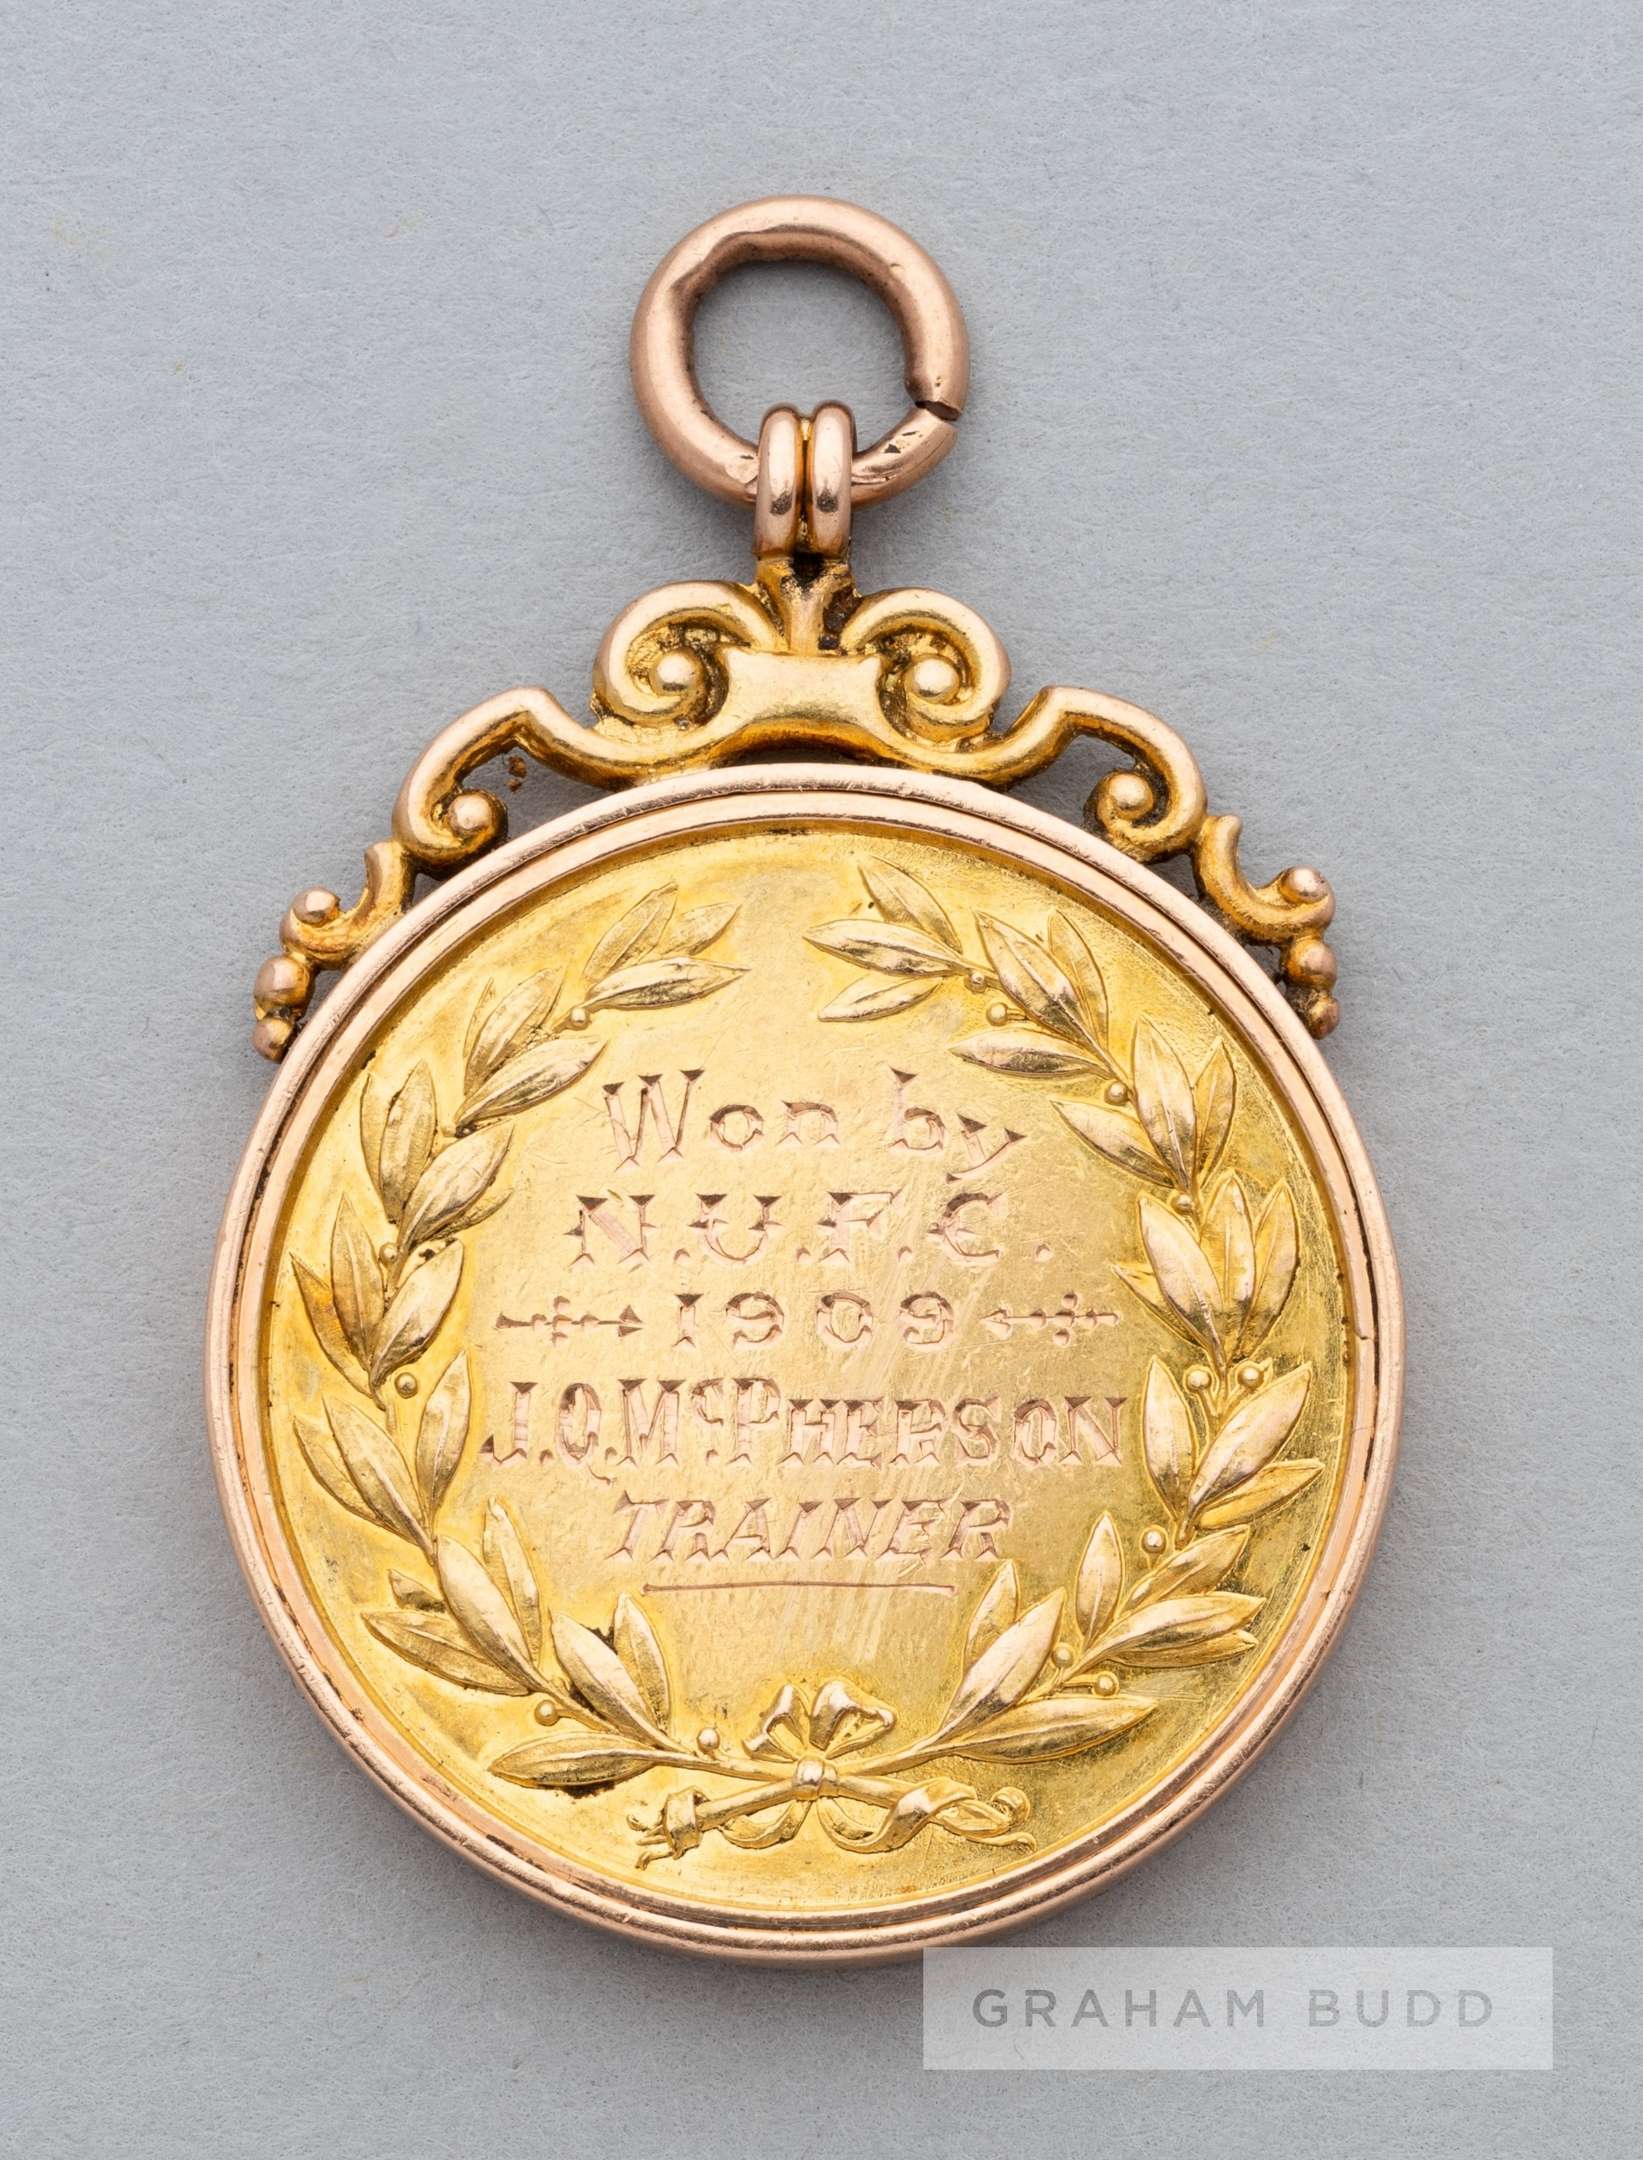 Won by
N.U.F.C.
1909
J.Q. McPHERSON
TRAINER
GRAHAM BUDD